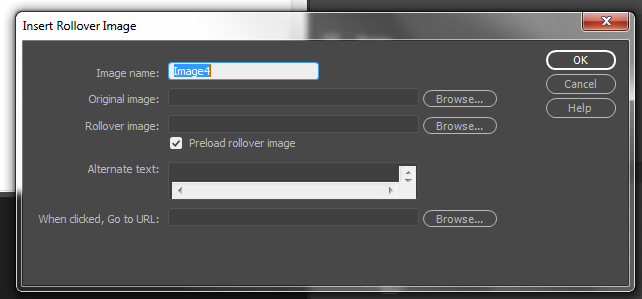 Insert Rollover Image
Image name: Image4
OK
Original image: Browse...
Cancel
Rollover image: Browse...
Help
Preload rollover image
Alternate text:
When clicked, Go to URL: Browse...